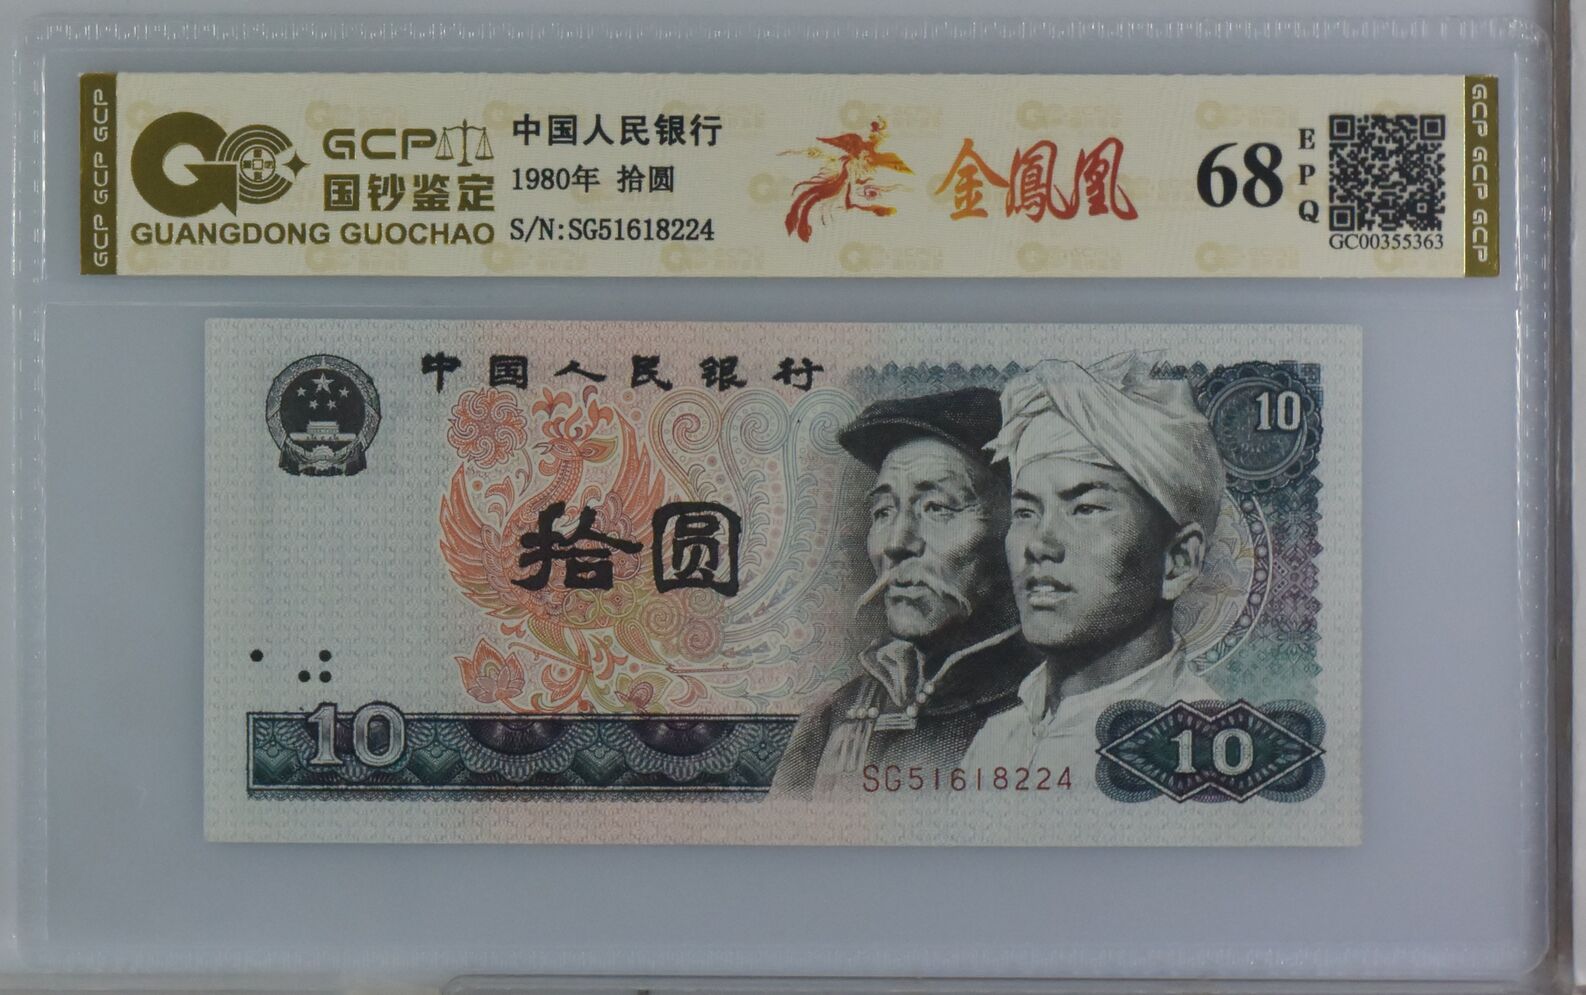 GCP GCP GCP
GCP
国钞鉴定
GUANGDONG GUOCHAO
中国人民银行
1980年 拾圆
S/N:SG51618224
金鳳凰
68
EPQ
GC00355363
GCP GCP GCP
中国人民银行
10
拾圆
10
SG51618224
10